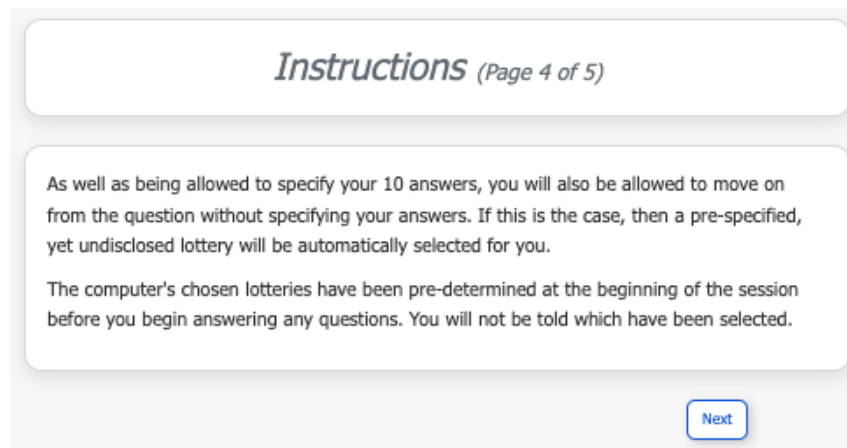 Instructions (Page 4 of 5)
As well as being allowed to specify your 10 answers, you will also be allowed to move on
from the question without specifying your answers. If this is the case, then a pre-specified,
yet undisclosed lottery will be automatically selected for you.
The computer's chosen lotteries have been pre-determined at the beginning of the session
before you begin answering any questions. You will not be told which have been selected.
Next